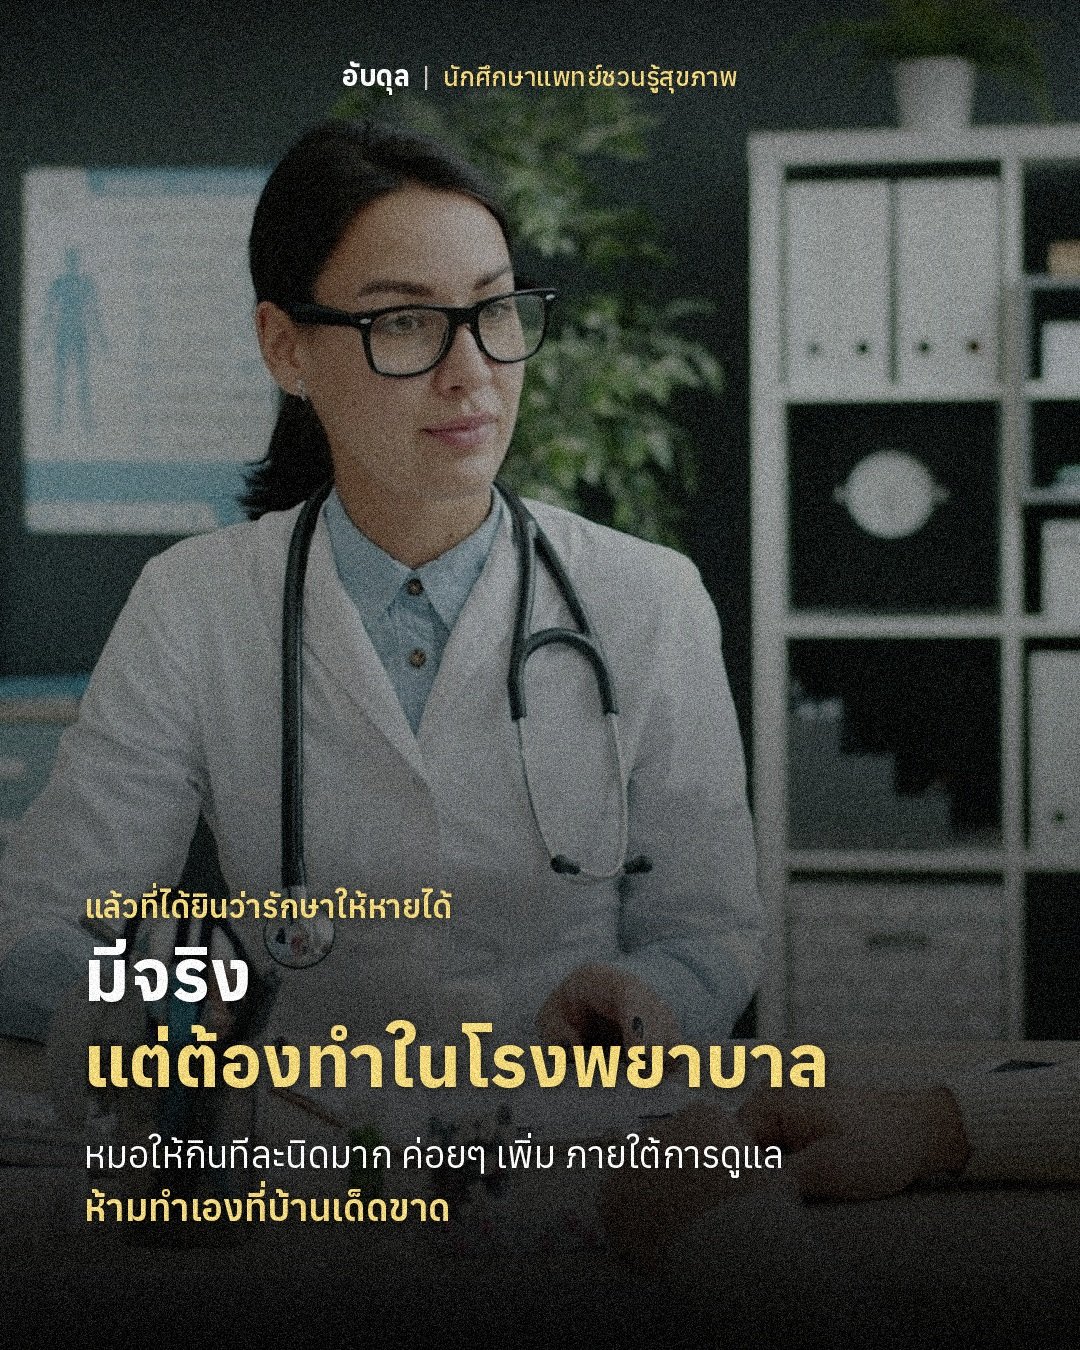 อับดุล | นักศึกษาแพทย์ชวนรู้สุขภาพ
แล้วที่ได้ยินว่ารักษาให้หายได้
มีจริง
แต่ต้องทำในโรงพยาบาล
หมอให้กินทีละนิดมาก ค่อยๆ เพิ่ม ภายใต้การดูแล
ห้ามทำเองที่บ้านเด็ดขาด